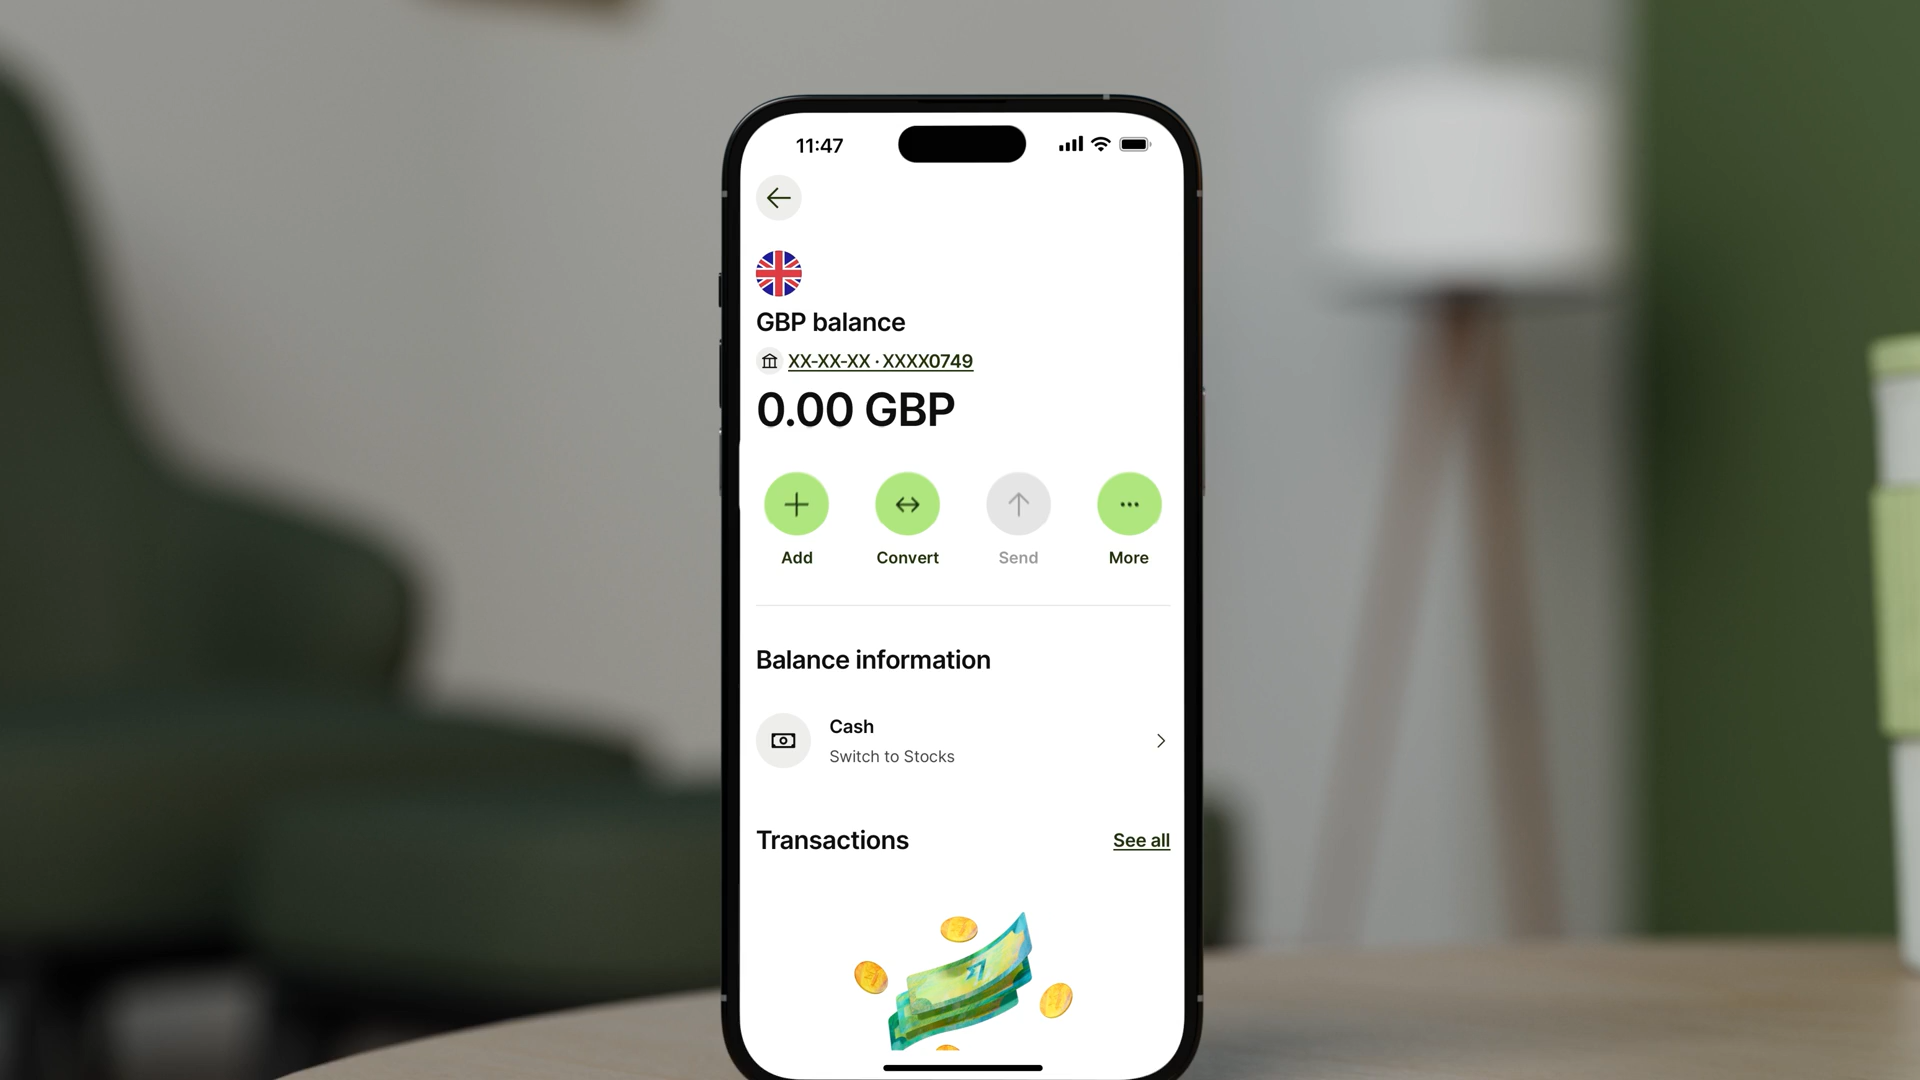 11:47
GBP balance
XX-XX-XX · XXXX0749
0.00 GBP
Add Convert Send More
Balance information
Cash
Switch to Stocks
Transactions See all